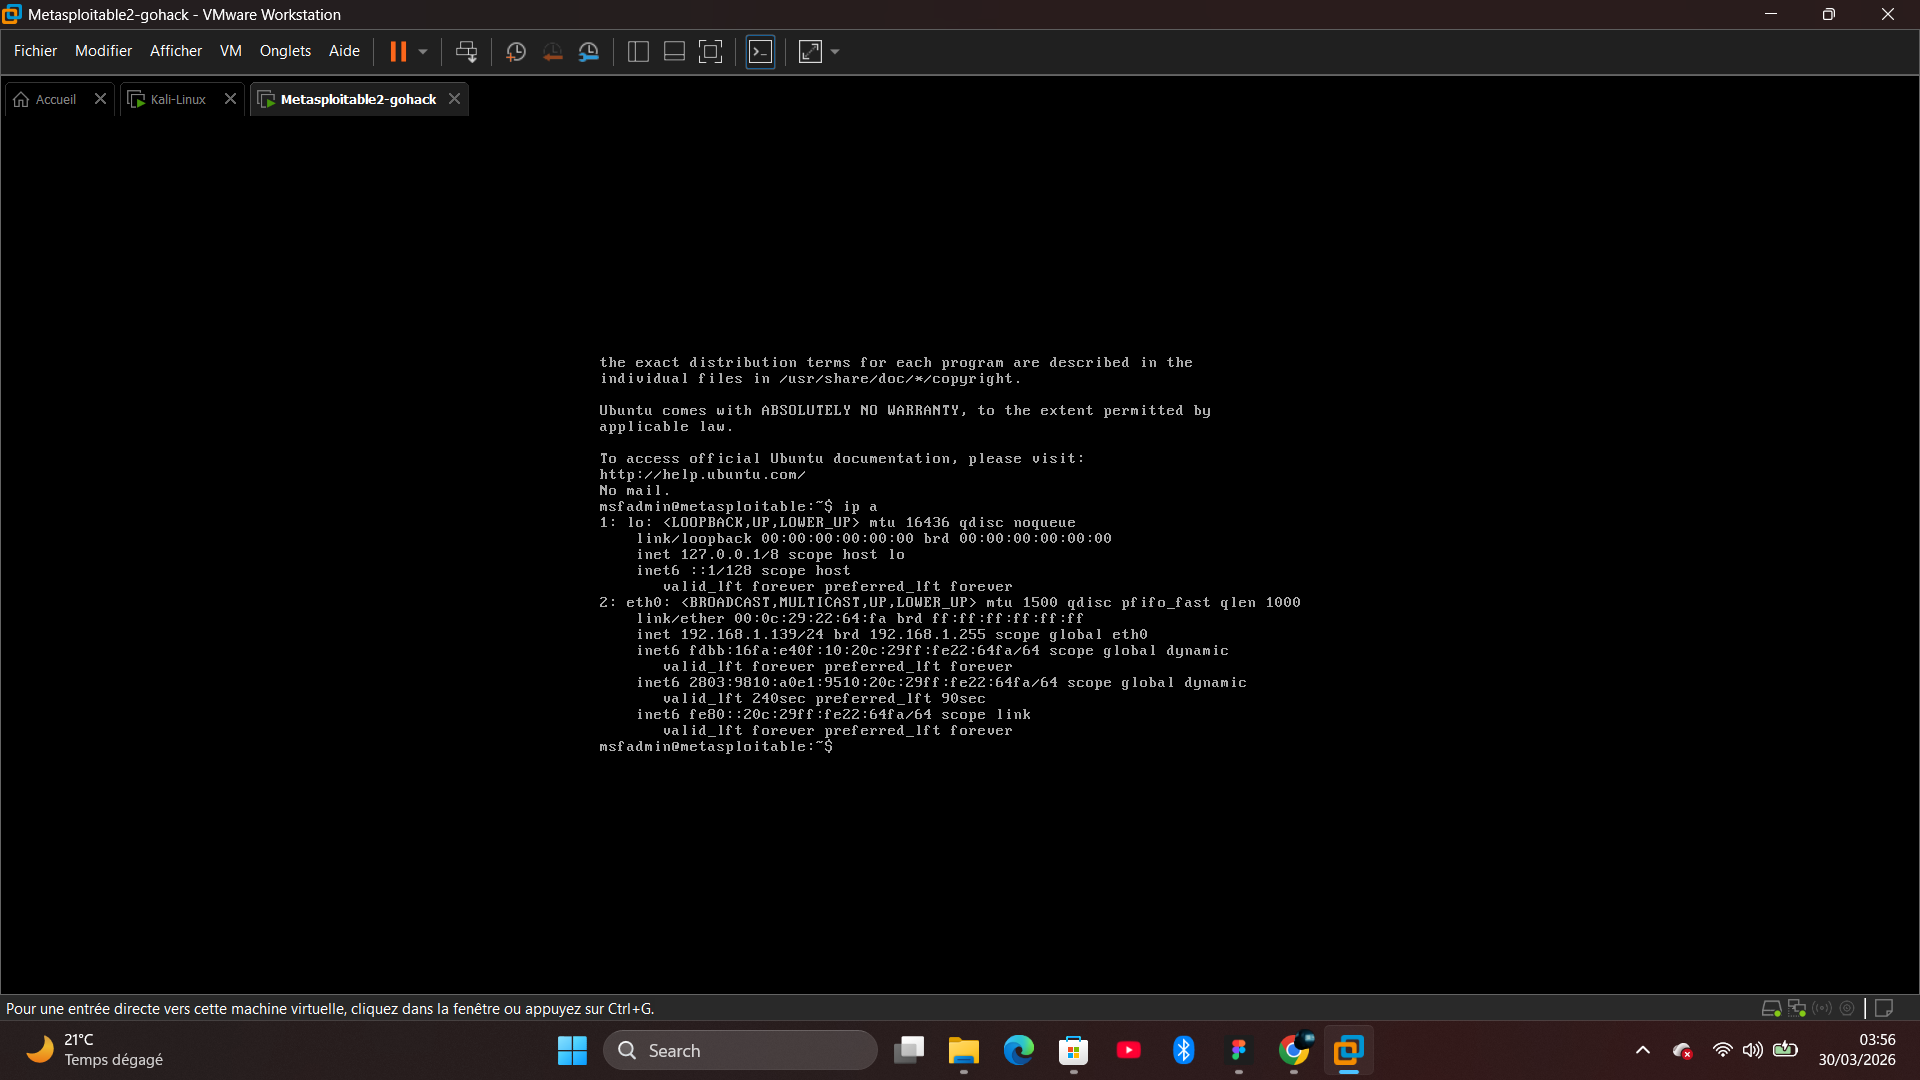 Metasploitable2-gohack - VMware Workstation
Fichier Modifier Afficher VM Onglets Aide
Accueil Kali-Linux Metasploitable2-gohack
the exact distribution terms for each program are described in the
individual files in /usr/share/doc/*/copyright.
Ubuntu comes with ABSOLUTELY NO WARRANTY, to the extent permitted by
applicable law.
To access official Ubuntu documentation, please visit:
http://help.ubuntu.com/
No mail.
msfadmin@metasploitable:~$ ip a
1: lo: <LOOPBACK,UP,LOWER_UP> mtu 16436 qdisc noqueue
link/loopback 00:00:00:00:00:00 brd 00:00:00:00:00:00
inet 127.0.0.1/8 scope host lo
inet6 ::1/128 scope host
valid_lft forever preferred_lft forever
2: eth0: <BROADCAST,MULTICAST,UP,LOWER_UP> mtu 1500 qdisc pfifo_fast qlen 1000
link/ether 00:0c:29:22:64:fa brd ff:ff:ff:ff:ff:ff
inet 192.168.1.139/24 brd 192.168.1.255 scope global eth0
inet6 fdbb:16fa:e40f:10:20c:29ff:fe22:64fa/64 scope global dynamic
valid_lft forever preferred_lft forever
inet6 2803:9810:a0e1:9510:20c:29ff:fe22:64fa/64 scope global dynamic
valid_lft 240sec preferred_lft 90sec
inet6 fe80::20c:29ff:fe22:64fa/64 scope link
valid_lft forever preferred_lft forever
msfadmin@metasploitable:~$
Pour une entrée directe vers cette machine virtuelle, cliquez dans la fenêtre ou appuyez sur Ctrl+G.
21°C
Temps dégagé
Search
03:56
30/03/2026